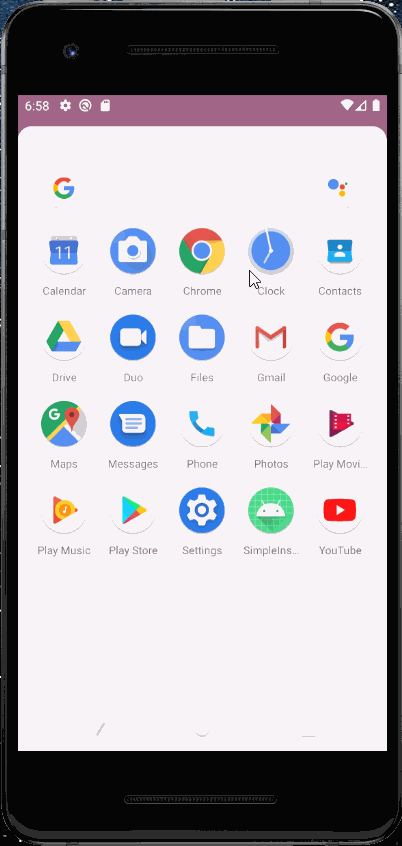 6:58
11
Calendar Camera Chrome Clock Contacts
Drive Duo Files Gmail Google
G
Maps Messages Phone Photos Play Movi...
Play Music Play Store Settings SimpleIns... YouTube